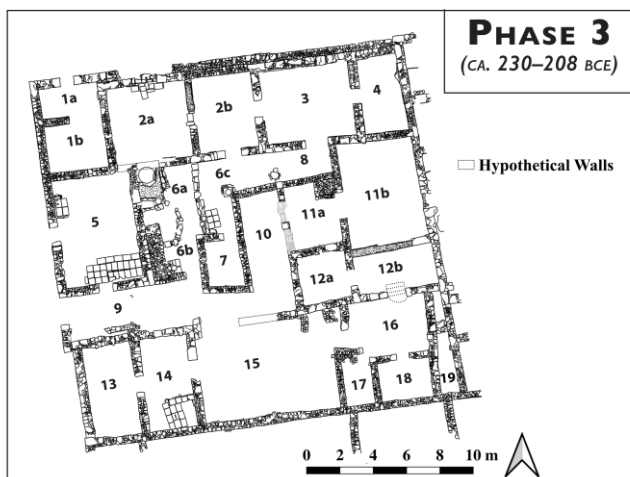 PHASE 3
(CA. 230–208 BCE)
Hypothetical Walls
1a
1b
2a
2b
3
4
5
6a
6c
8
6b
7
10
11a
11b
12a
12b
9
13
14
15
16
17
18
19
0 2 4 6 8 10 m